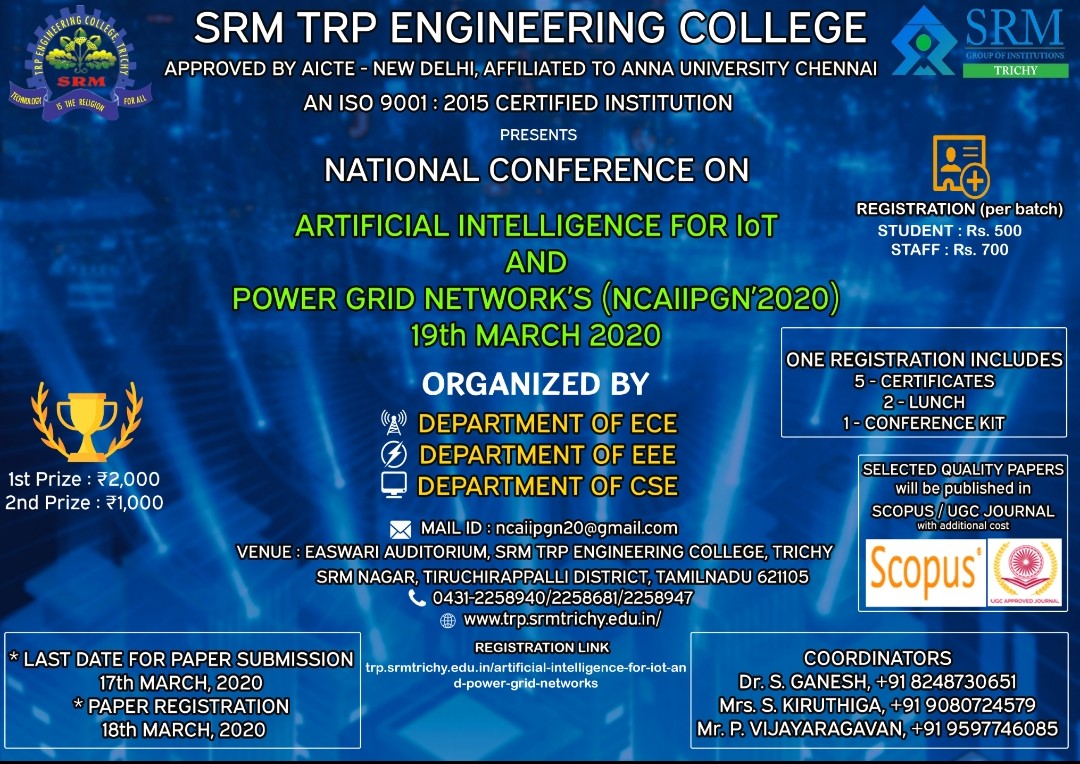 SRM TRP ENGINEERING COLLEGE
APPROVED BY AICTE - NEW DELHI, AFFILIATED TO ANNA UNIVERSITY CHENNAI
AN ISO 9001 : 2015 CERTIFIED INSTITUTION
TRP ENGINEERING COLLEGE, TRICHY
SRM
TECHNOLOGY IS THE RELIGION FOR ALL
SRM
GROUP OF INSTITUTIONS
TRICHY
PRESENTS
NATIONAL CONFERENCE ON
ARTIFICIAL INTELLIGENCE FOR IoT
AND
POWER GRID NETWORK'S (NCAIIPGN'2020)
19th MARCH 2020
REGISTRATION (per batch)
STUDENT : Rs. 500
STAFF : Rs. 700
ORGANIZED BY
DEPARTMENT OF ECE
DEPARTMENT OF EEE
DEPARTMENT OF CSE
ONE REGISTRATION INCLUDES
5 - CERTIFICATES
2 - LUNCH
1 - CONFERENCE KIT
1st Prize : ₹2,000
2nd Prize : ₹1,000
SELECTED QUALITY PAPERS
will be published in
SCOPUS / UGC JOURNAL
with additional cost
Scopus
UGC APPROVED JOURNAL
MAIL ID : ncaiipgn20@gmail.com
VENUE : EASWARI AUDITORIUM, SRM TRP ENGINEERING COLLEGE, TRICHY
SRM NAGAR, TIRUCHIRAPPALLI DISTRICT, TAMILNADU 621105
0431-2258940/2258681/2258947
www.trp.srmtrichy.edu.in/
REGISTRATION LINK
trp.srmtrichy.edu.in/artificial-intelligence-for-iot-an
d-power-grid-networks
* LAST DATE FOR PAPER SUBMISSION
17th MARCH, 2020
* PAPER REGISTRATION
18th MARCH, 2020
COORDINATORS
Dr. S. GANESH, +91 8248730651
Mrs. S. KIRUTHIGA, +91 9080724579
Mr. P. VIJAYARAGAVAN, +91 9597746085